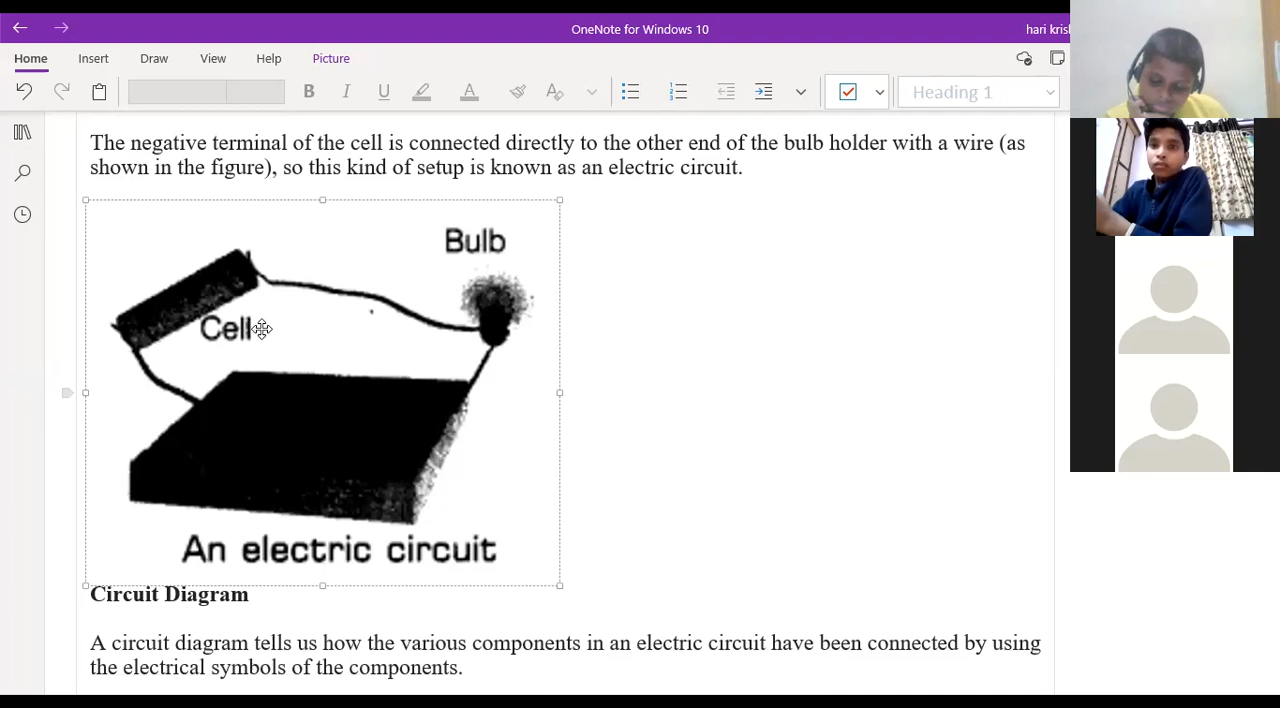 OneNote for Windows 10
hari krish
Home Insert Draw View Help Picture
B I U A Heading 1
The negative terminal of the cell is connected directly to the other end of the bulb holder with a wire (as
shown in the figure), so this kind of setup is known as an electric circuit.
Bulb
Cell
An electric circuit
Circuit Diagram
A circuit diagram tells us how the various components in an electric circuit have been connected by using
the electrical symbols of the components.